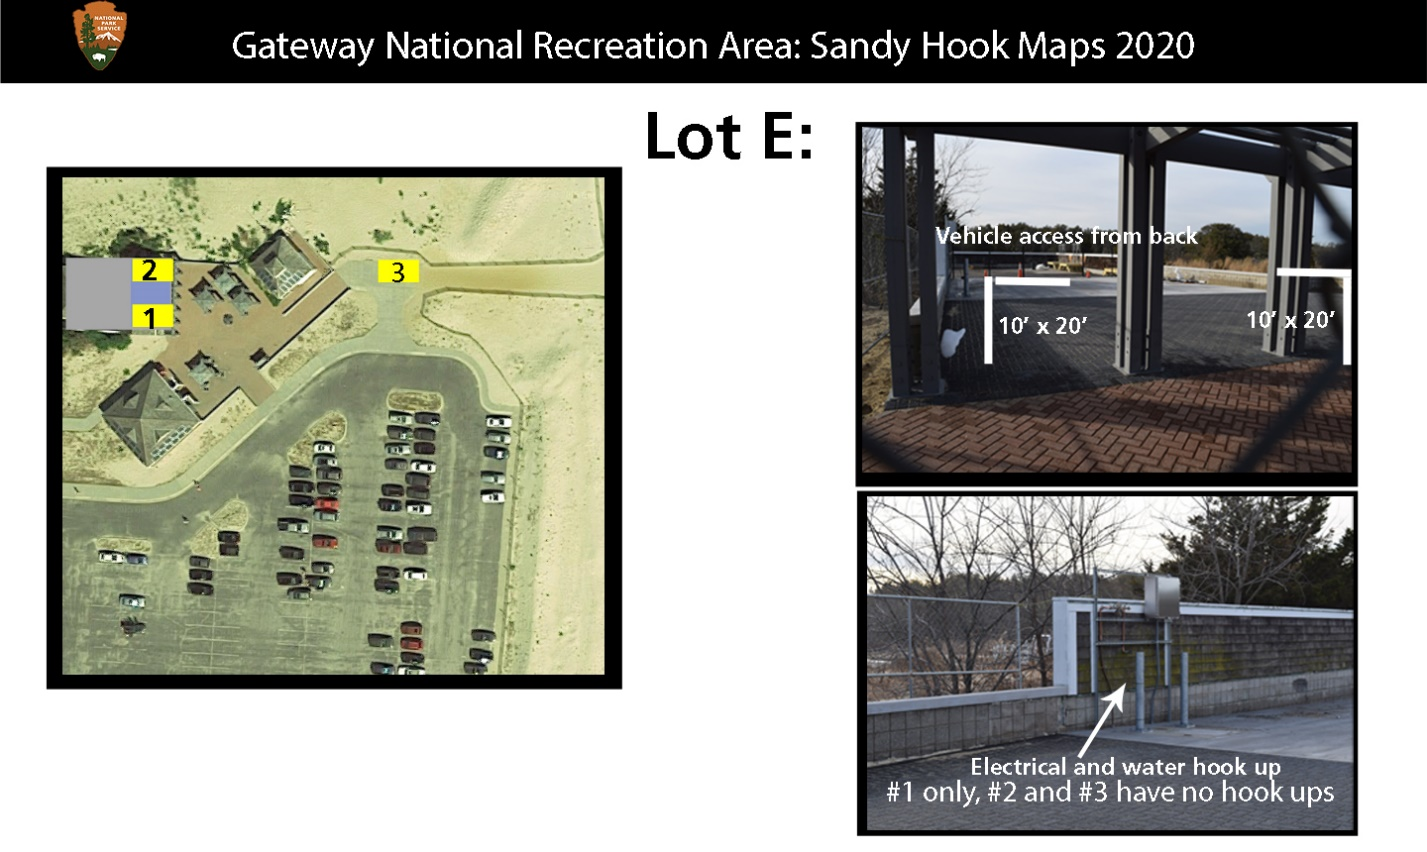 NATIONAL
PARK
SERVICE
Gateway National Recreation Area: Sandy Hook Maps 2020
Lot E:
2
1
3
Vehicle access from back
10’ x 20’
10’ x 20’
Electrical and water hook up
#1 only, #2 and #3 have no hook ups